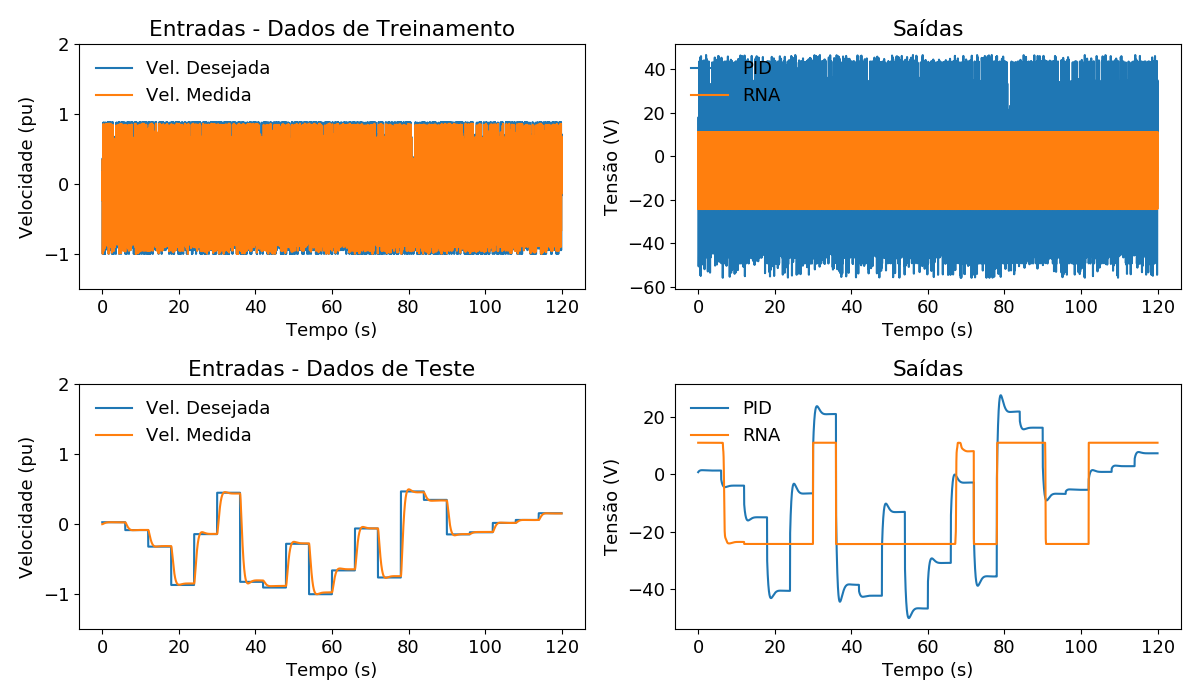 Entradas - Dados de Treinamento
2
1
0
−1
Velocidade (pu)
Vel. Desejada
Vel. Medida
0 20 40 60 80 100 120
Tempo (s)
Saídas
40
20
0
−20
−40
−60
Tensão (V)
PID
RNA
0 20 40 60 80 100 120
Tempo (s)
Entradas - Dados de Teste
2
1
0
−1
Velocidade (pu)
Vel. Desejada
Vel. Medida
0 20 40 60 80 100 120
Tempo (s)
Saídas
20
0
−20
−40
Tensão (V)
PID
RNA
0 20 40 60 80 100 120
Tempo (s)